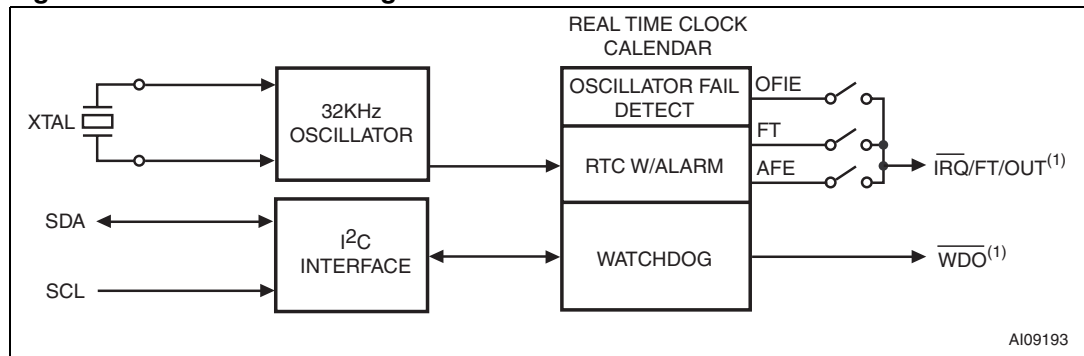 REAL TIME CLOCK
CALENDAR
XTAL
32KHz
OSCILLATOR
OSCILLATOR FAIL
DETECT
OFIE
RTC W/ALARM
FT
AFE
IRQ/FT/OUT(1)
SDA
SCL
I2C
INTERFACE
WATCHDOG
WDO(1)
AI09193